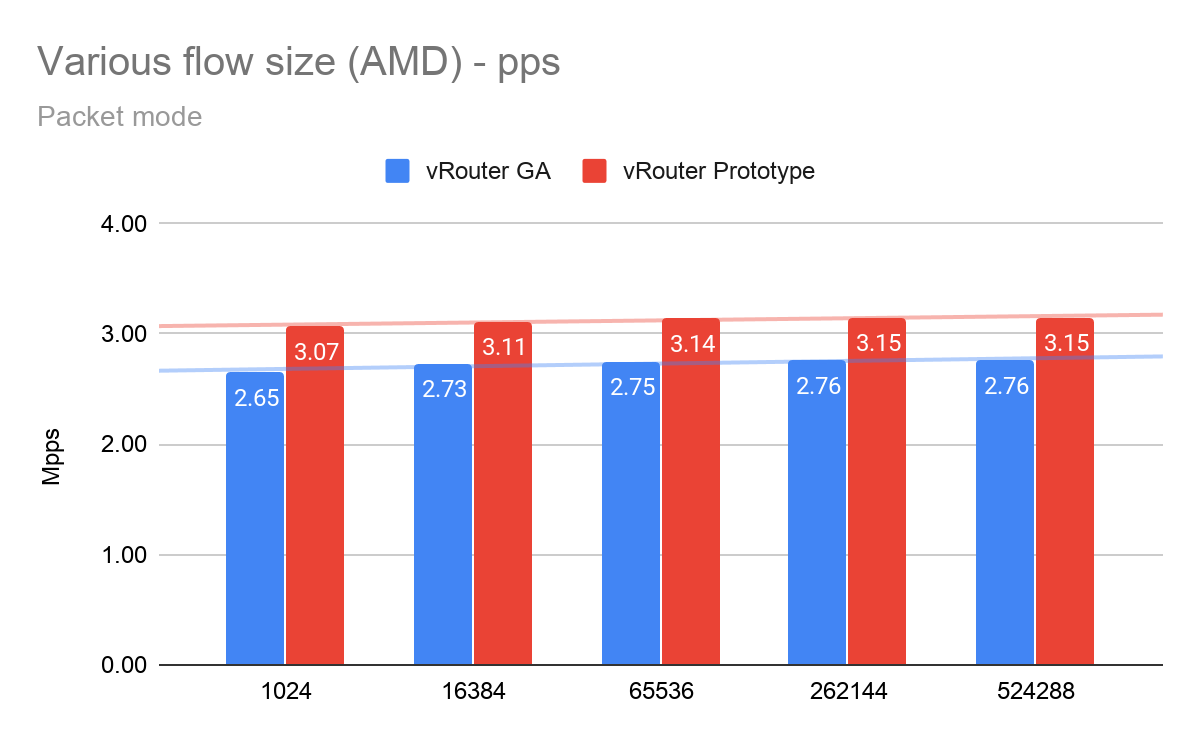 Various flow size (AMD) - pps
Packet mode
vRouter GA vRouter Prototype
4.00
3.00
2.00
1.00
0.00
Mpps
2.65 3.07 2.73 3.11 2.75 3.14 2.76 3.15 2.76 3.15
1024 16384 65536 262144 524288